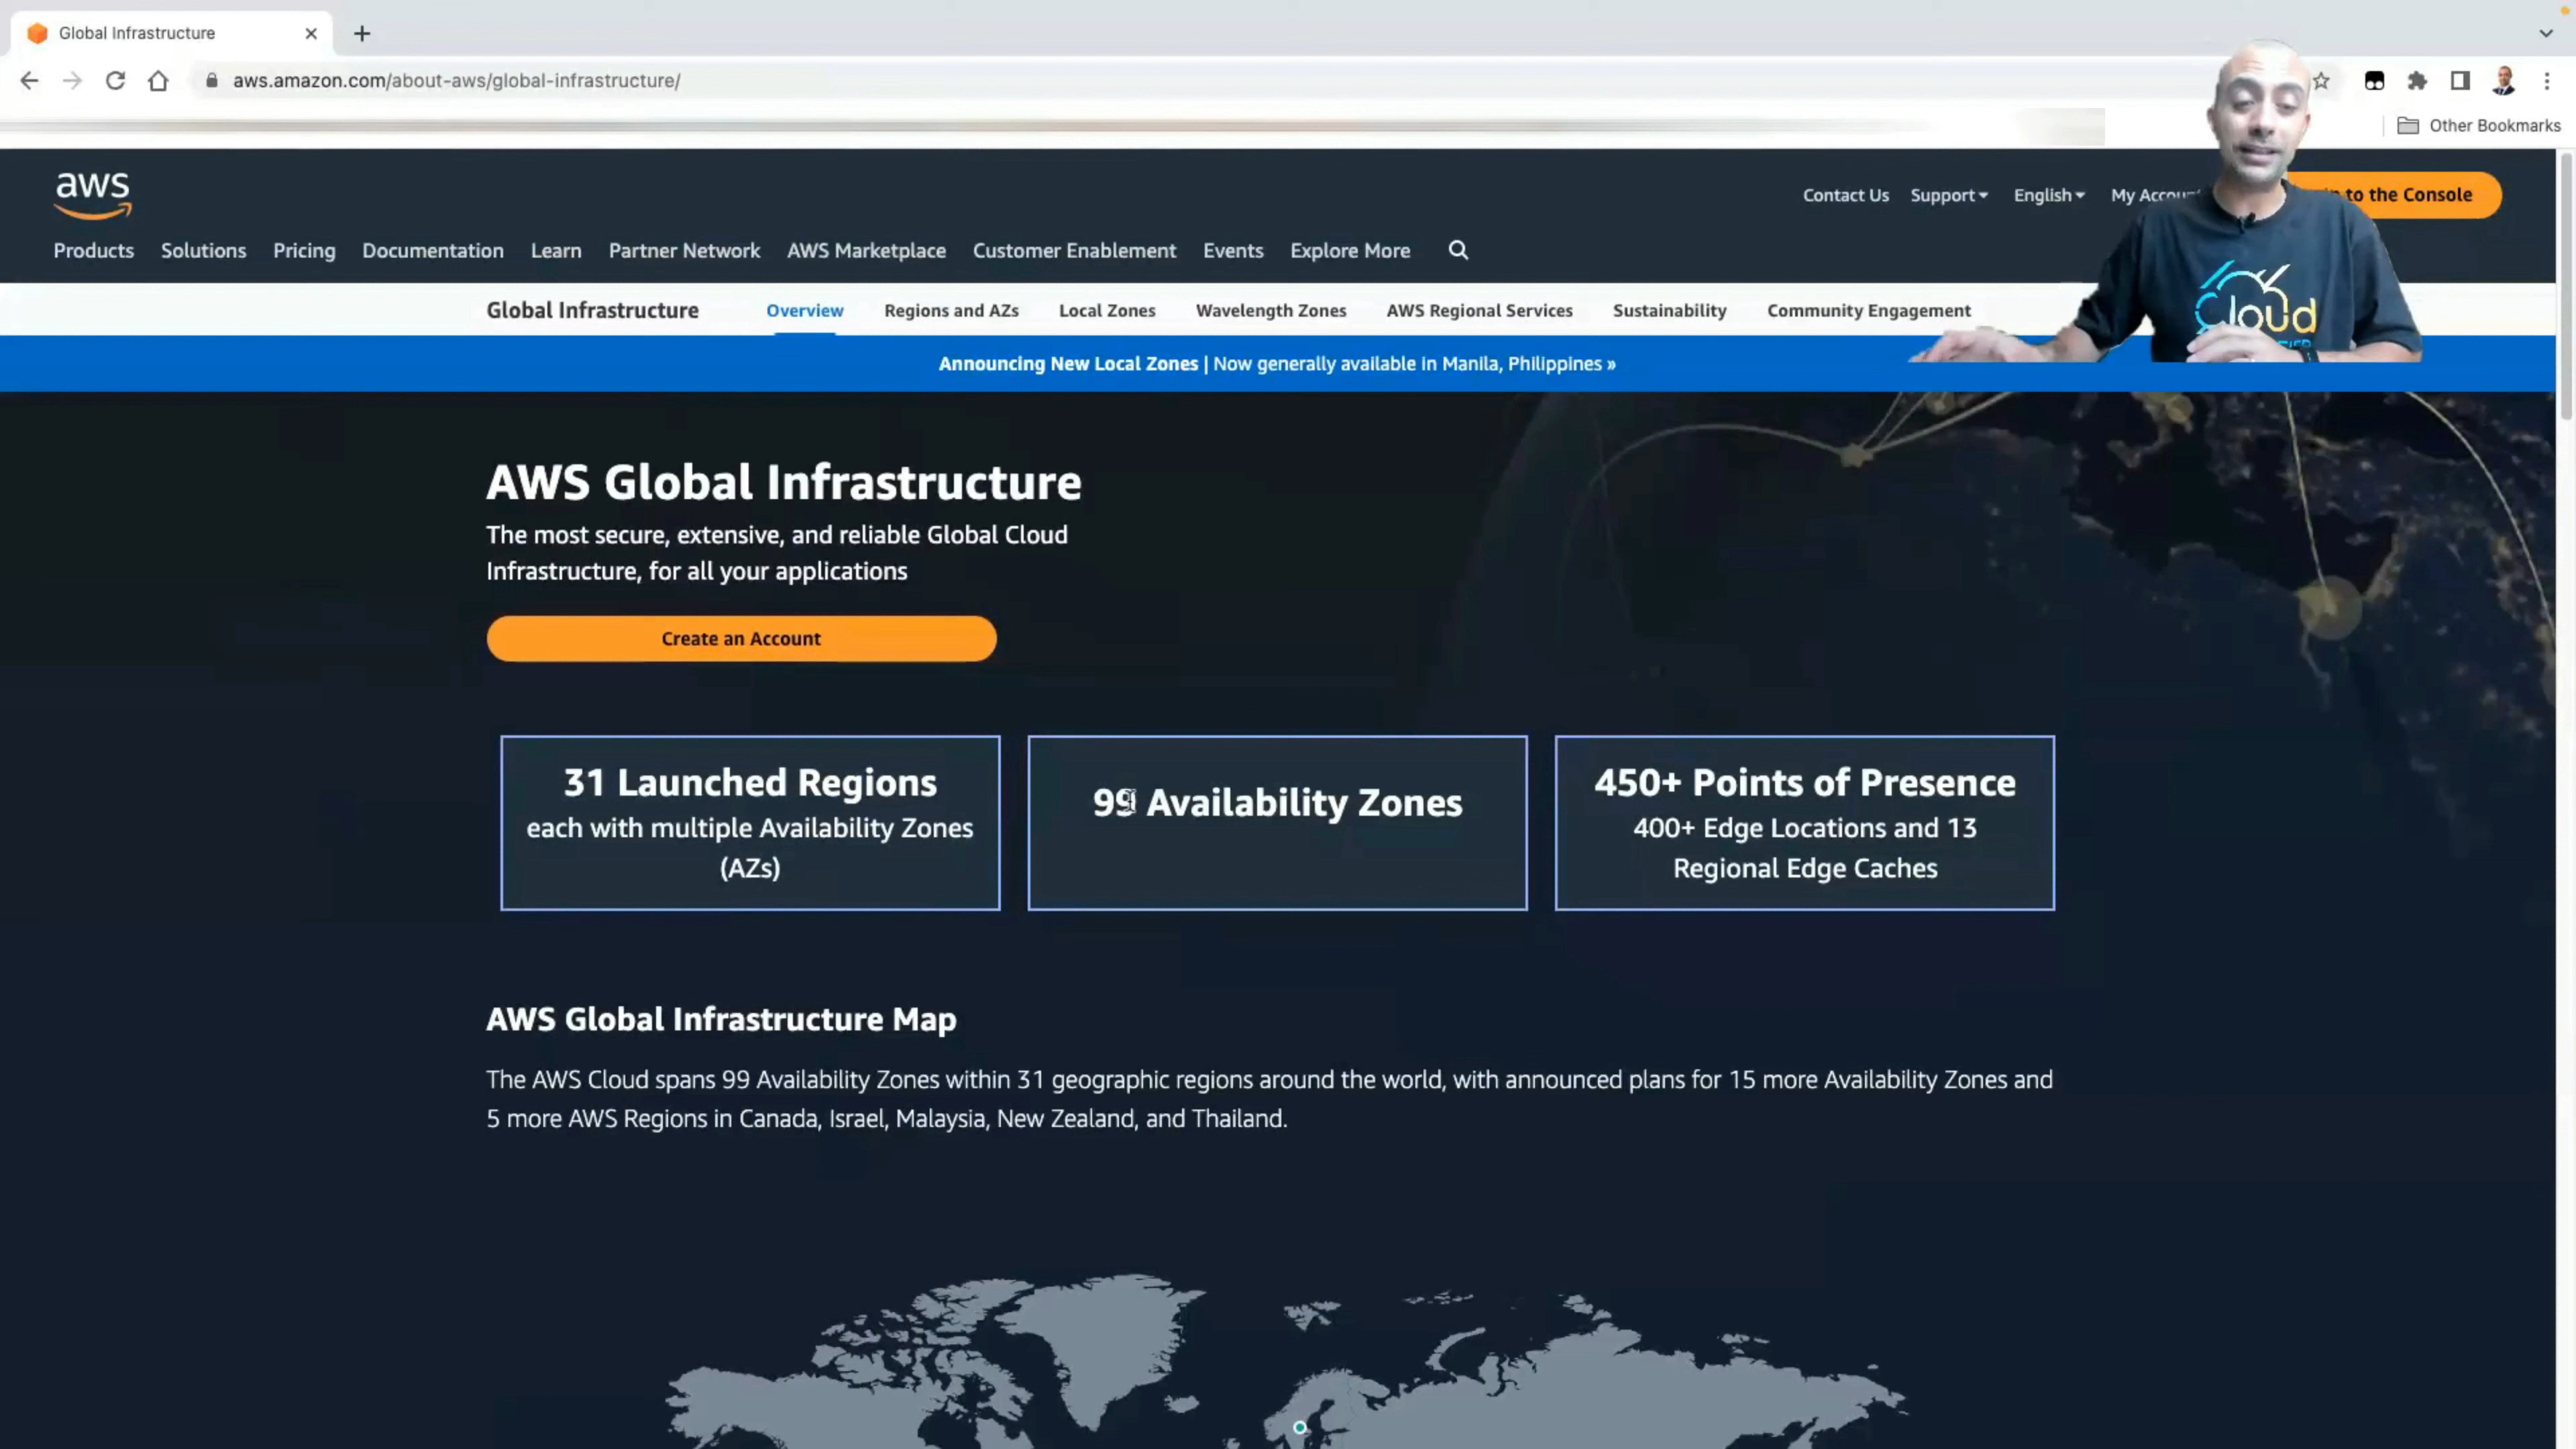 Global Infrastructure
aws.amazon.com/about-aws/global-infrastructure/
Other Bookmarks
aws
Contact Us Support English My Accou to the Console
Products Solutions Pricing Documentation Learn Partner Network AWS Marketplace Customer Enablement Events Explore More
Cloud
Global Infrastructure Overview Regions and AZs Local Zones Wavelength Zones AWS Regional Services Sustainability Community Engagement
Announcing New Local Zones | Now generally available in Manila, Philippines »
AWS Global Infrastructure
The most secure, extensive, and reliable Global Cloud
Infrastructure, for all your applications
Create an Account
31 Launched Regions
each with multiple Availability Zones
(AZs)
99 Availability Zones
450+ Points of Presence
400+ Edge Locations and 13
Regional Edge Caches
AWS Global Infrastructure Map
The AWS Cloud spans 99 Availability Zones within 31 geographic regions around the world, with announced plans for 15 more Availability Zones and
5 more AWS Regions in Canada, Israel, Malaysia, New Zealand, and Thailand.